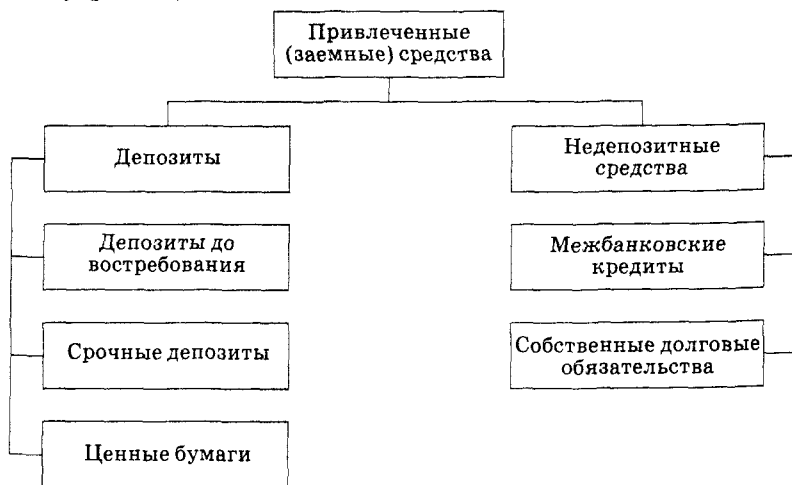 Привлеченные
(заемные) средства
Депозиты
Депозиты до
востребования
Срочные депозиты
Ценные бумаги
Недепозитные
средства
Межбанковские
кредиты
Собственные долговые
обязательства